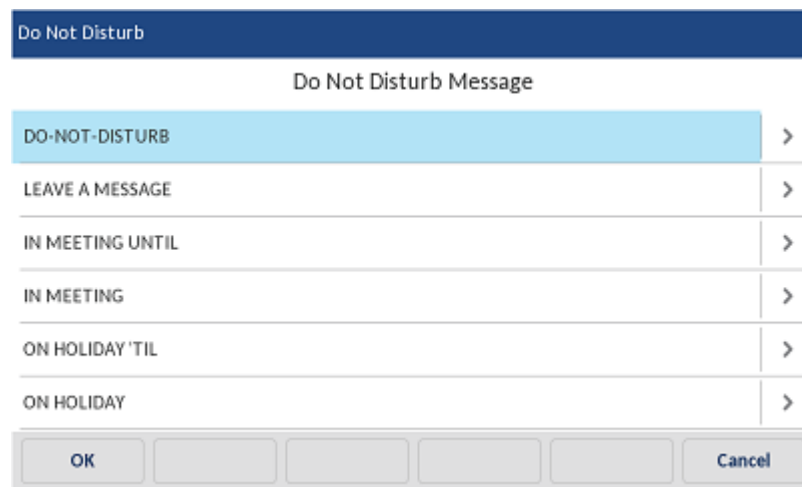 Do Not Disturb
Do Not Disturb Message
DO-NOT-DISTURB
LEAVE A MESSAGE
IN MEETING UNTIL
IN MEETING
ON HOLIDAY 'TIL
ON HOLIDAY
OK Cancel